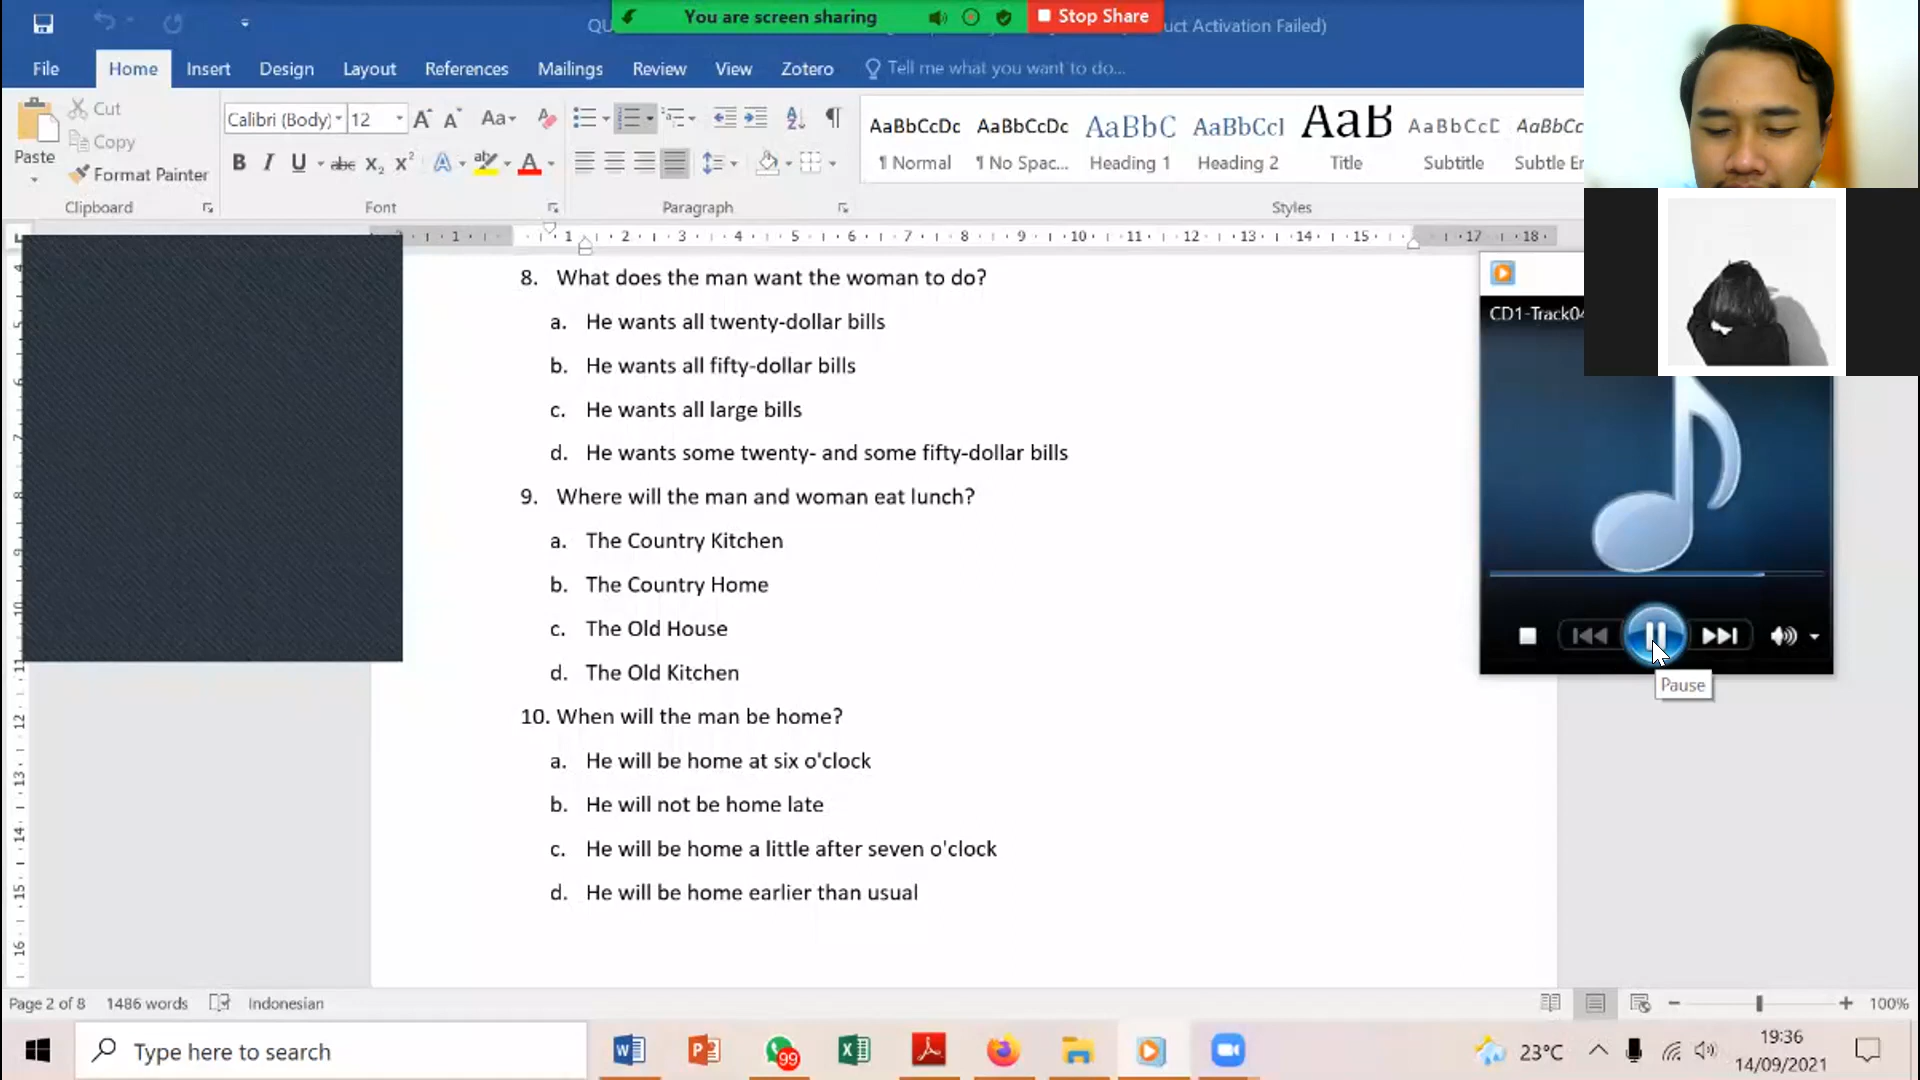 You are screen sharing
Stop Share
QU
uct Activation Failed)
File Home Insert Design Layout References Mailings Review View Zotero Tell me what you want to do...
Cut
Copy
Paste
Format Painter
Calibri (Body) 12
Clipboard Font Paragraph Styles
AaBbCcDc AaBbCcDc AaBbC AaBbCcI AaB AaBbCcD AaBbCc
¶ Normal ¶ No Spac... Heading 1 Heading 2 Title Subtitle Subtle E
8. What does the man want the woman to do?
a. He wants all twenty-dollar bills
b. He wants all fifty-dollar bills
c. He wants all large bills
d. He wants some twenty- and some fifty-dollar bills
9. Where will the man and woman eat lunch?
a. The Country Kitchen
b. The Country Home
c. The Old House
d. The Old Kitchen
10. When will the man be home?
a. He will be home at six o'clock
b. He will not be home late
c. He will be home a little after seven o'clock
d. He will be home earlier than usual
CD1-Track04
Pause
Page 2 of 8 1486 words Indonesian
100%
Type here to search
99
23°C
19:36
14/09/2021